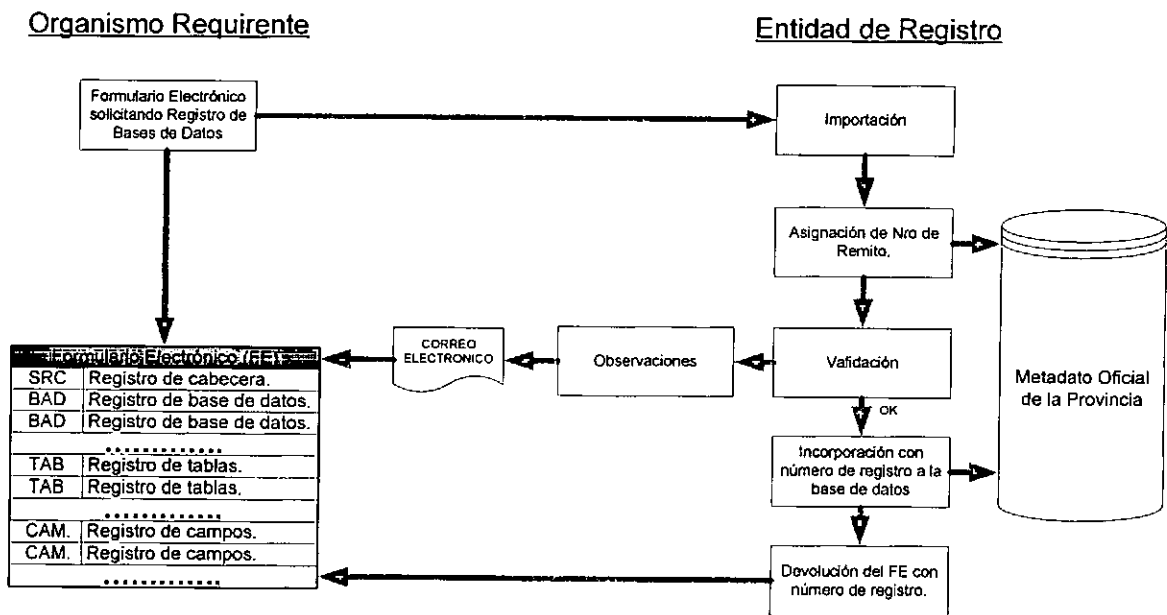 Organismo Requirente
Entidad de Registro
Formulario Electrónico
solicitando Registro de
Bases de Datos
Importación
Asignación de Nro de
Remito.
Metadato Oficial
de la Provincia
Validación
OK
Observaciones
CORREO
ELECTRONICO
Formulario Electrónico (FE)
SRC Registro de cabecera.
BAD Registro de base de datos.
BAD Registro de base de datos.
.............
TAB Registro de tablas.
TAB Registro de tablas.
.............
CAM. Registro de campos.
CAM. Registro de campos.
.............
Incorporación con
número de registro a la
base de datos
Devolución del FE con
número de registro.